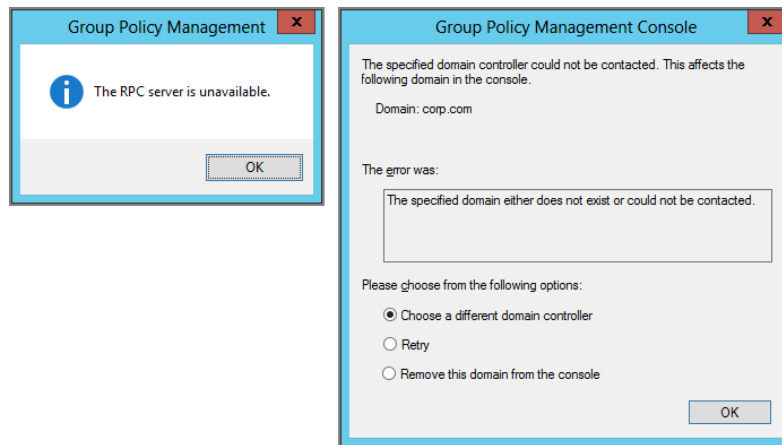 Group Policy Management
x
The RPC server is unavailable.
OK
Group Policy Management Console
x
The specified domain controller could not be contacted. This affects the
following domain in the console.
Domain: corp.com
The error was:
The specified domain either does not exist or could not be contacted.
Please choose from the following options:
Choose a different domain controller
Retry
Remove this domain from the console
OK